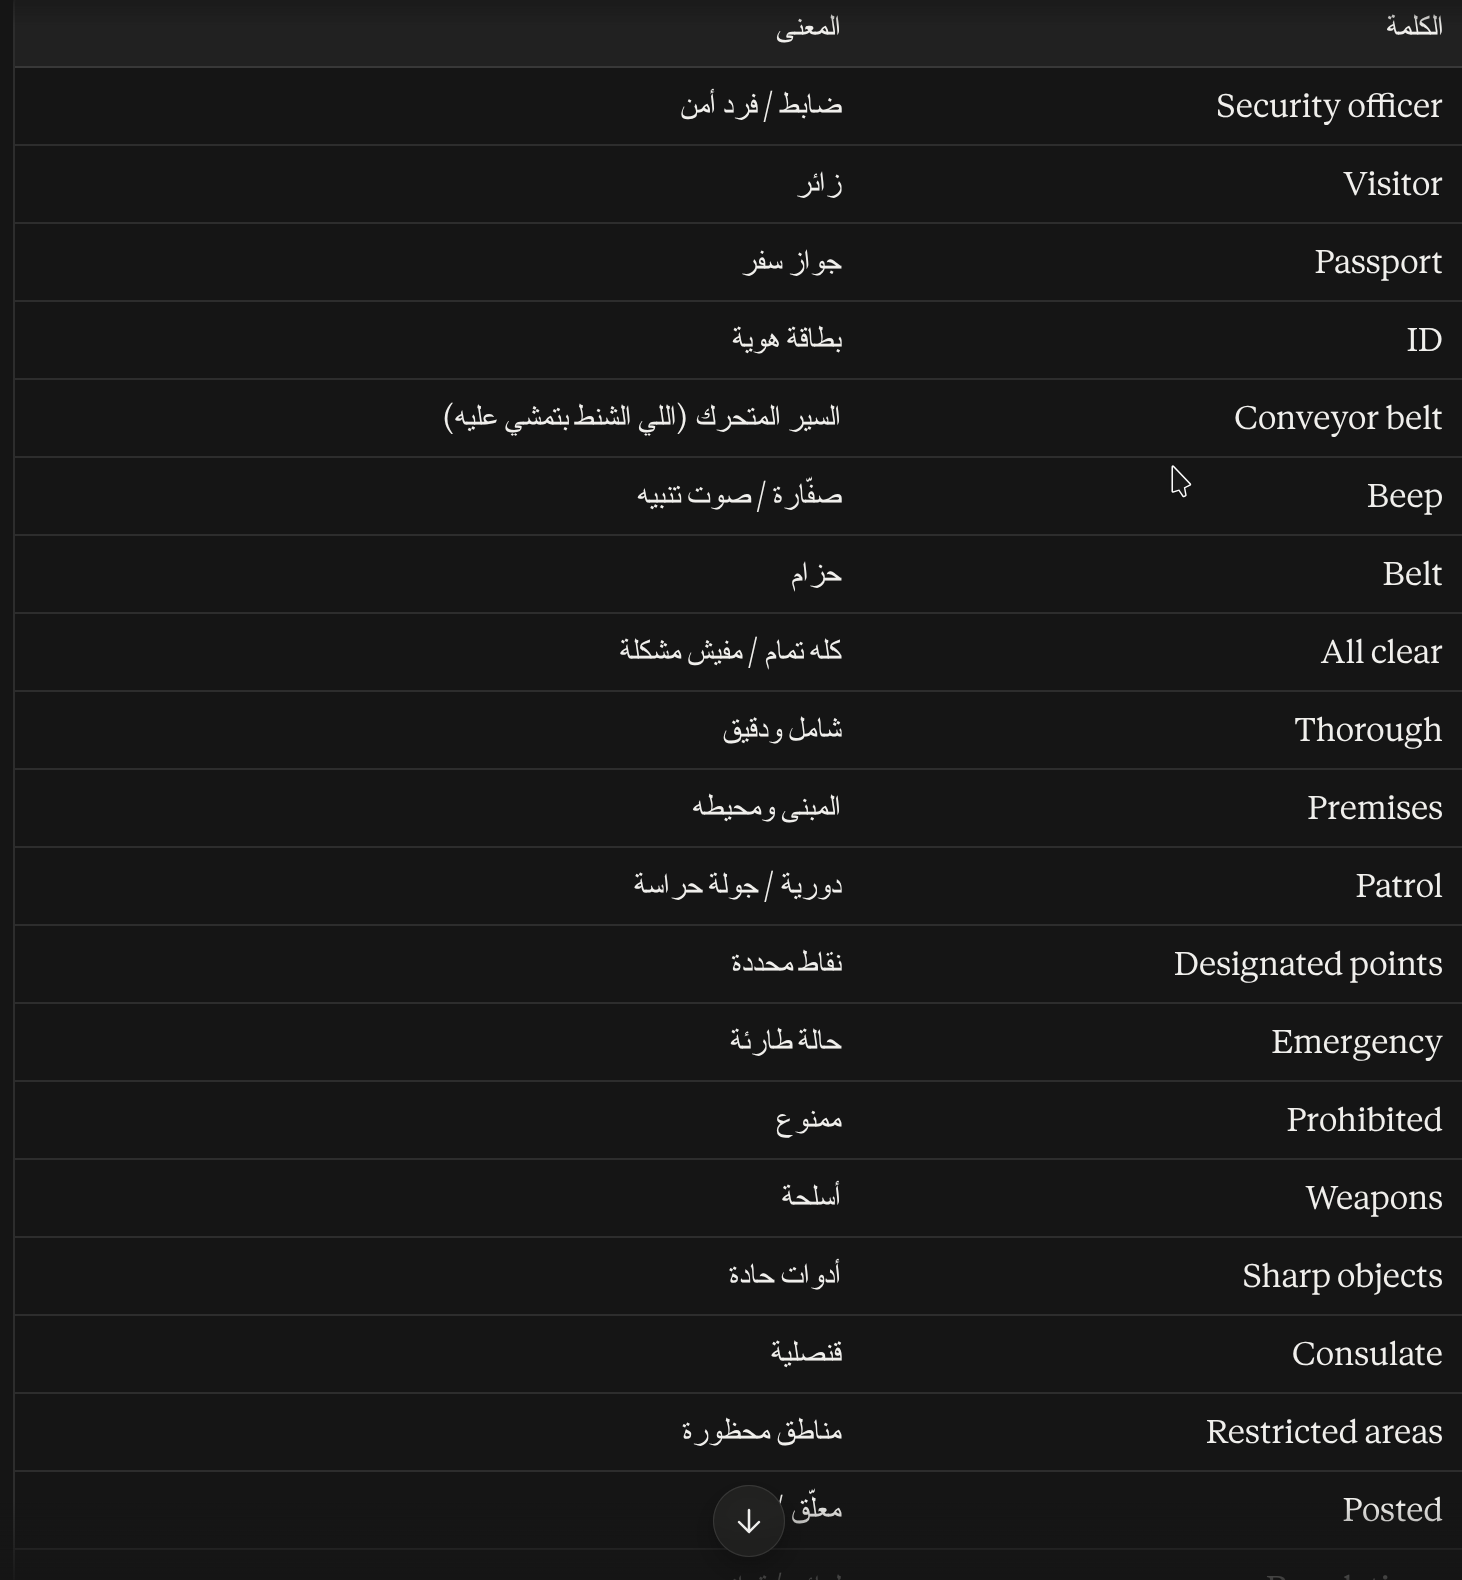 الكلمة المعنى
Security officer ضابط / فرد أمن
Visitor زائر
Passport جواز سفر
ID بطاقة هوية
Conveyor belt السير المتحرك (اللي الشنط بتمشي عليه)
Beep صفّارة / صوت تنبيه
Belt حزام
All clear كله تمام / مفيش مشكلة
Thorough شامل ودقيق
Premises المبنى ومحيطه
Patrol دورية / جولة حراسة
Designated points نقاط محددة
Emergency حالة طارئة
Prohibited ممنوع
Weapons أسلحة
Sharp objects أدوات حادة
Consulate قنصلية
Restricted areas مناطق محظورة
Posted معلّق /